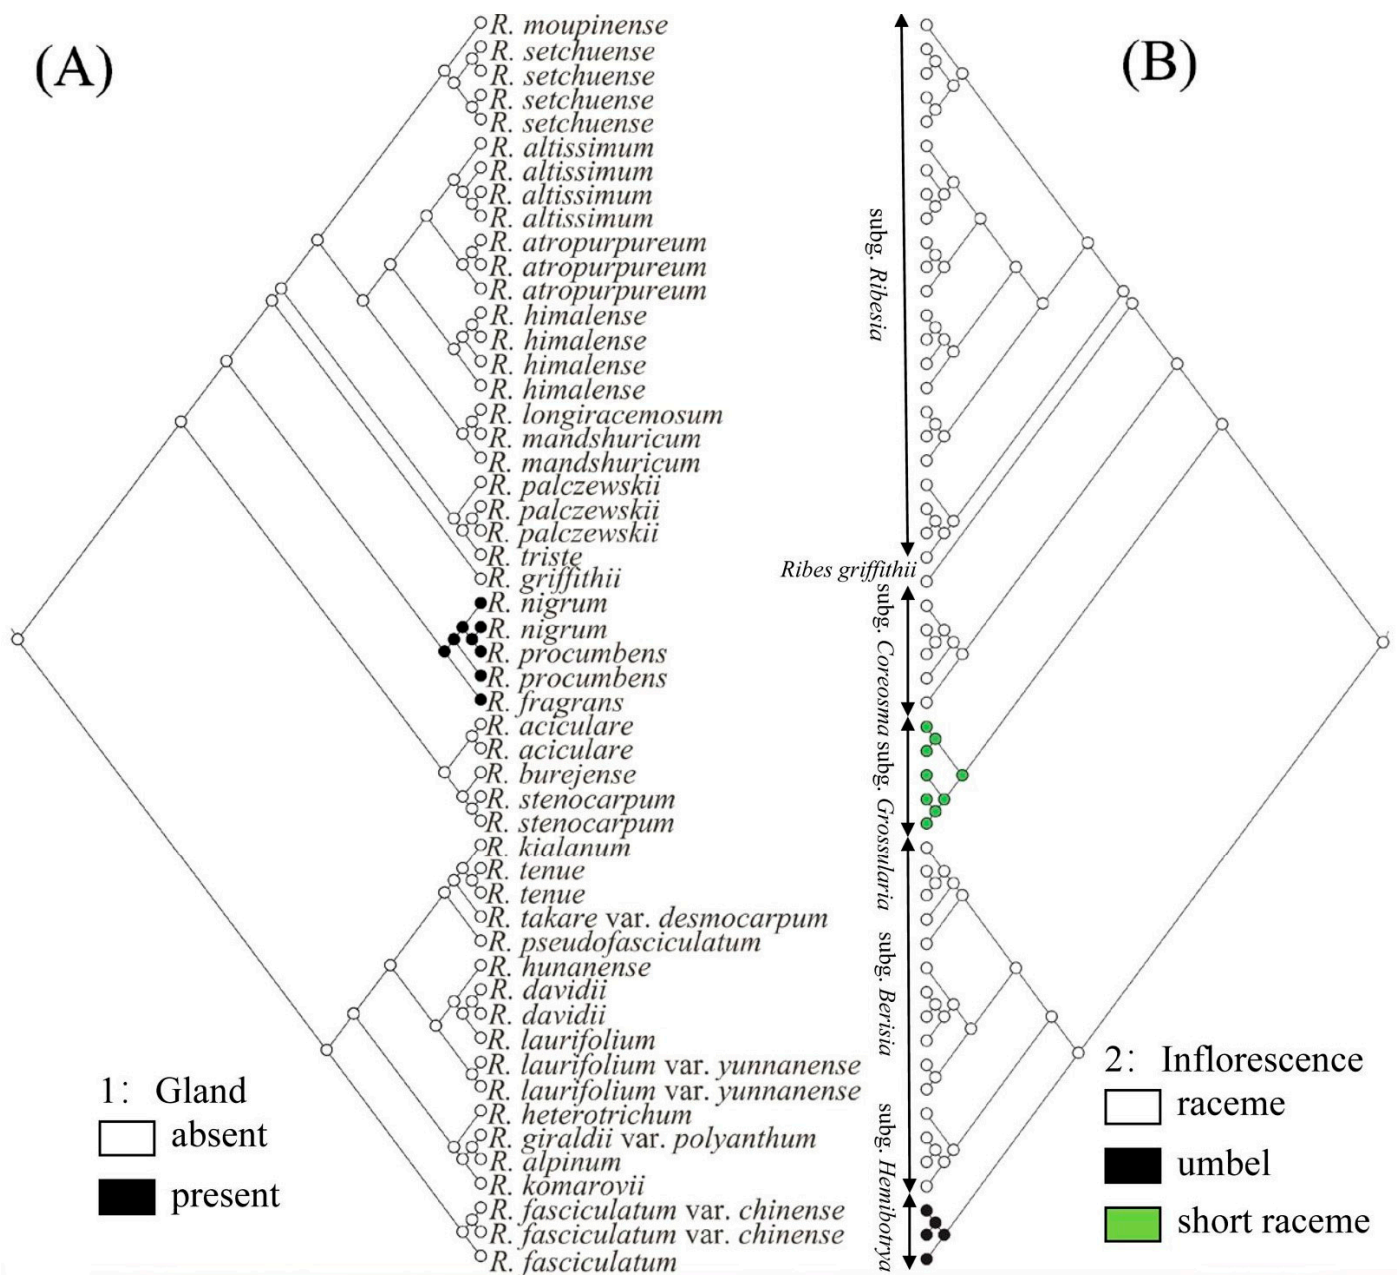 (A)
(B)
R. moupinense
R. setchuense
R. setchuense
R. setchuense
R. setchuense
R. altissimum
R. altissimum
R. altissimum
R. altissimum
R. atropurpureum
R. atropurpureum
R. atropurpureum
R. himalense
R. himalense
R. himalense
R. himalense
R. longiracemosum
R. mandshuricum
R. mandshuricum
R. palczewskii
R. palczewskii
R. palczewskii
R. triste
R. griffithii
R. nigrum
R. nigrum
R. procumbens
R. procumbens
R. fragrans
R. aciculare
R. aciculare
R. burejense
R. stenocarpum
R. stenocarpum
R. kialanum
R. tenue
R. tenue
R. takare var. desmocarpum
R. pseudofasciculatum
R. hunanense
R. davidii
R. davidii
R. laurifolium
R. laurifolium var. yunnanense
R. laurifolium var. yunnanense
R. heterotrichum
R. giraldii var. polyanthum
R. alpinum
R. komarovii
R. fasciculatum var. chinense
R. fasciculatum var. chinense
R. fasciculatum
subg. Ribesia
Ribes griffithii
subg. Coreosma
subg. Grossularia
subg. Berisia
subg. Hemibotrya
1: Gland
absent
present
2: Inflorescence
raceme
umbel
short raceme